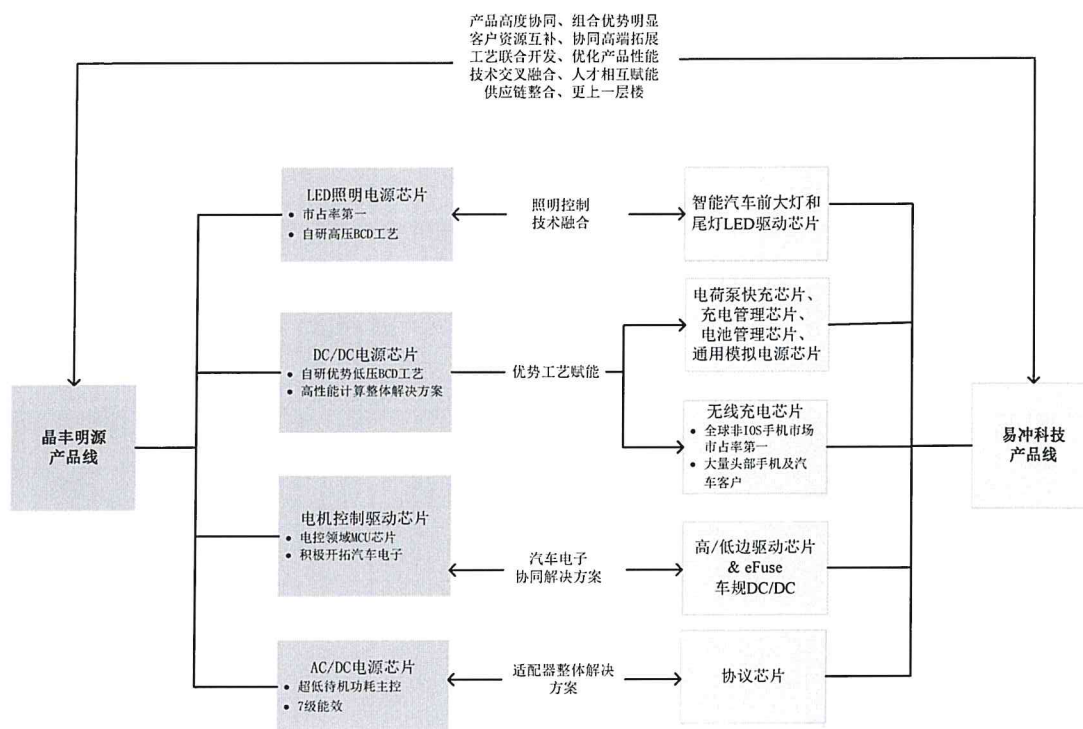 产品高度协同、组合优势明显
客户资源互补、协同高端拓展
工艺联合开发、优化产品性能
技术交叉融合、人才相互赋能
供应链整合、更上一层楼
LED照明电源芯片
• 市占率第一
• 自研高压BCD工艺
照明控制
技术融合
智能汽车前大灯和
尾灯LED驱动芯片
DC/DC电源芯片
• 自研优势低压BCD工艺
• 高性能计算整体解决方案
优势工艺赋能
电荷泵快充芯片、
充电管理芯片、
电池管理芯片、
通用模拟电源芯片
无线充电芯片
• 全球非IOS手机市场
市占率第一
• 大量头部手机及汽
车客户
晶丰明源
产品线
易冲科技
产品线
电机控制驱动芯片
• 电控领域MCU芯片
• 积极开拓汽车电子
汽车电子
协同解决方案
高/低边驱动芯片
& eFuse
车规DC/DC
AC/DC电源芯片
• 超低待机功耗主控
• 7级能效
适配器整体解决
方案
协议芯片